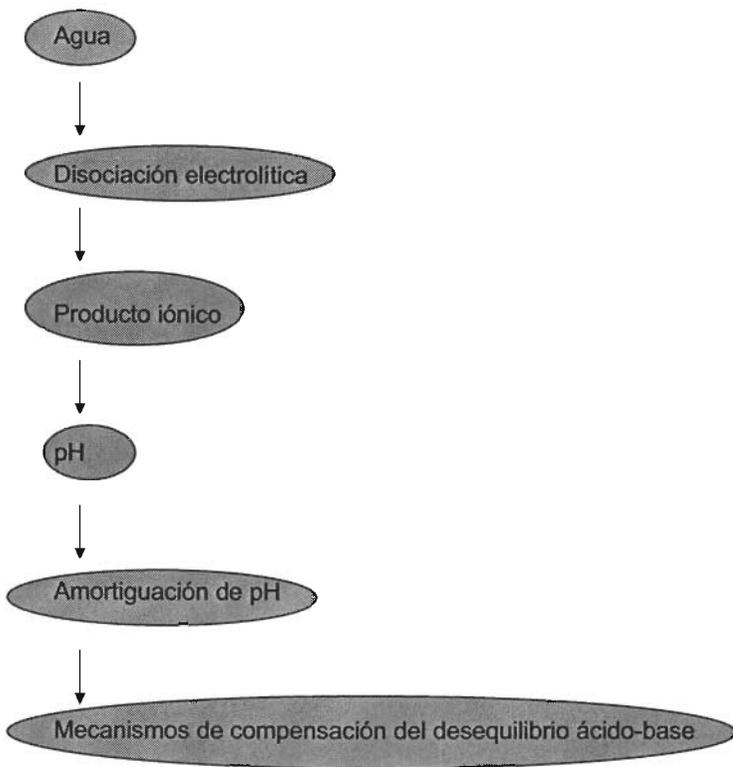 Agua
Disociación electrolítica
Producto iónico
pH
Amortiguación de pH
Mecanismos de compensación del desequilibrio ácido-base